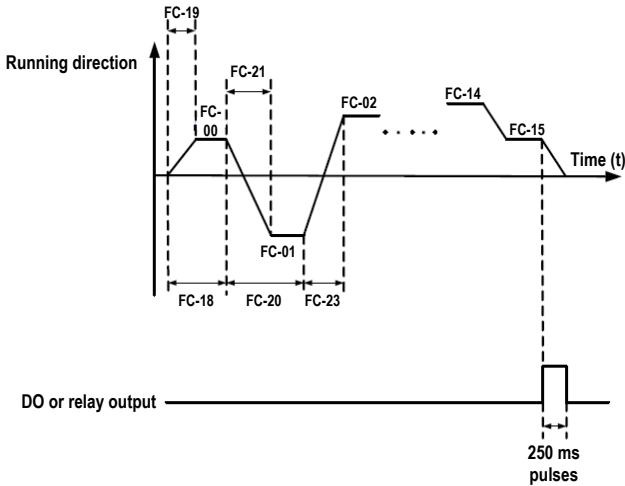 FC-19
Running direction
FC-21
FC-
00
FC-02
FC-14
FC-15
Time (t)
FC-01
FC-18
FC-20
FC-23
DO or relay output
250 ms
pulses